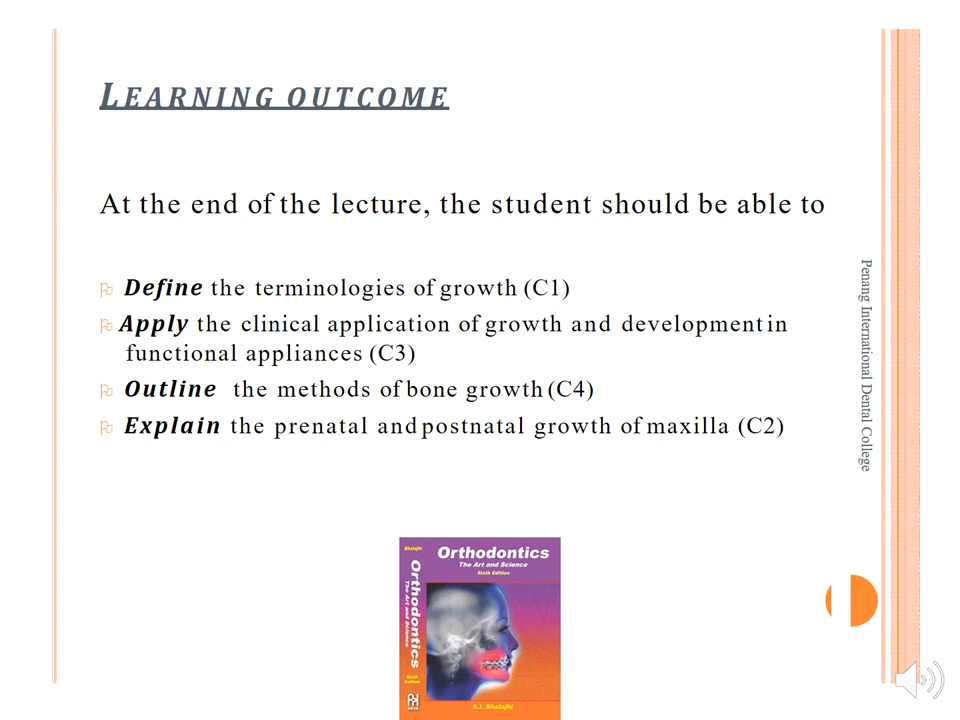 LEARNING OUTCOME
At the end of the lecture, the student should be able to
Define the terminologies of growth (C1)
Apply the clinical application of growth and development in
functional appliances (C3)
Outline the methods of bone growth (C4)
Explain the prenatal and postnatal growth of maxilla (C2)
Penang International Dental College
Bhalajhi
Orthodontics
The Art and Science
Sixth Edition
Orthodontics
The Art and Science
Sixth Edition
S.I. Bhalajhi